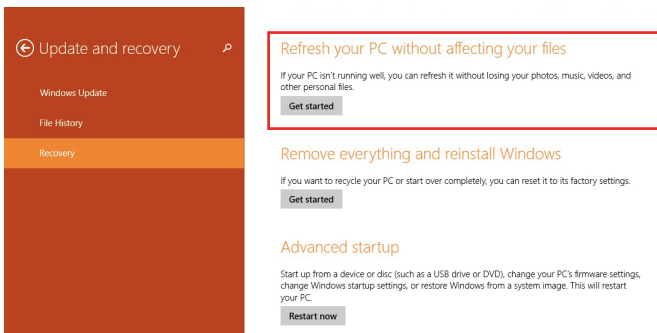 Update and recovery
Windows Update
File History
Recovery
Refresh your PC without affecting your files
If your PC isn't running well, you can refresh it without losing your photos, music, videos, and
other personal files.
Get started
Remove everything and reinstall Windows
If you want to recycle your PC or start over completely, you can reset it to its factory settings.
Get started
Advanced startup
Start up from a device or disc (such as a USB drive or DVD), change your PC's firmware settings,
change Windows startup settings, or restore Windows from a system image. This will restart
your PC.
Restart now